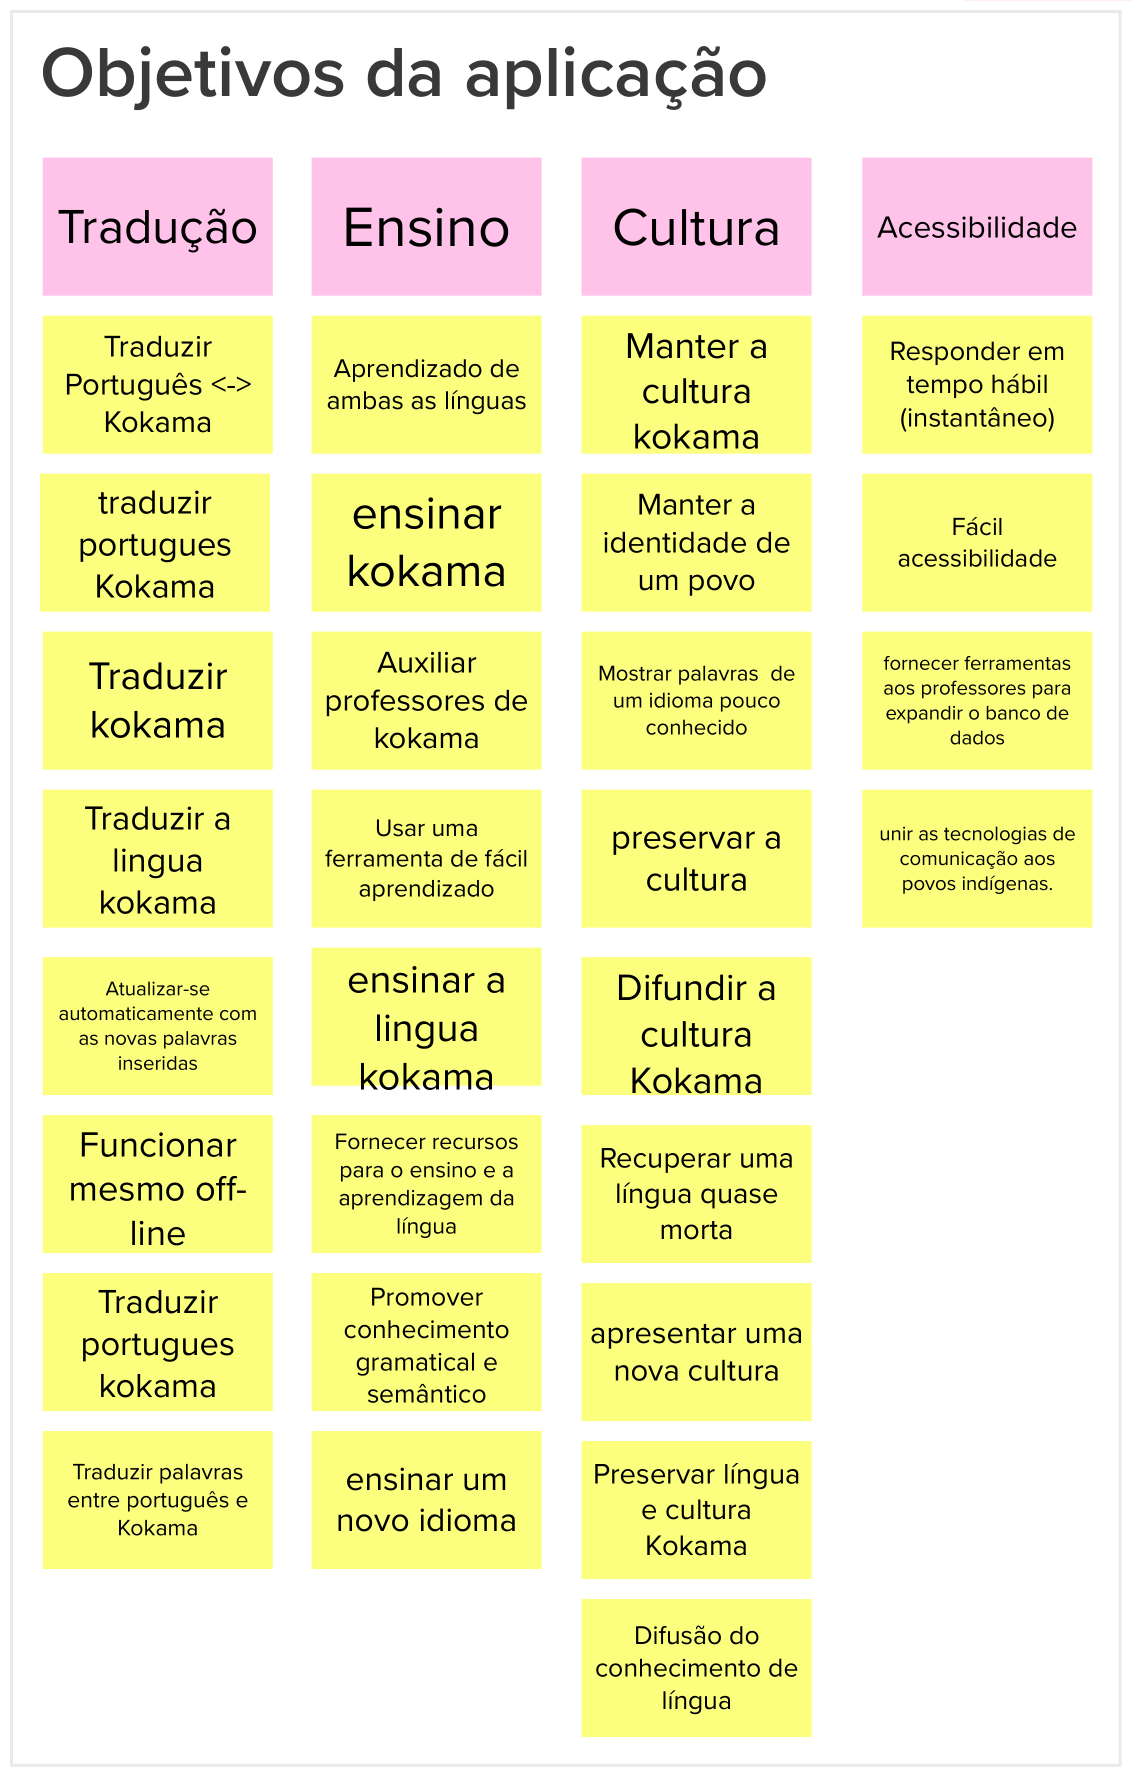 Objetivos da aplicação
Tradução
Traduzir
Português <->
Kokama
traduzir
portugues
Kokama
Traduzir
kokama
Traduzir a
lingua
kokama
Atualizar-se
automaticamente com
as novas palavras
inseridas
Funcionar
mesmo off-
line
Traduzir
portugues
kokama
Traduzir palavras
entre português e
Kokama
Ensino
Aprendizado de
ambas as línguas
ensinar
kokama
Auxiliar
professores de
kokama
Usar uma
ferramenta de fácil
aprendizado
ensinar a
lingua
kokama
Fornecer recursos
para o ensino e a
aprendizagem da
língua
Promover
conhecimento
gramatical e
semântico
ensinar um
novo idioma
Cultura
Manter a
cultura
kokama
Manter a
identidade de
um povo
Mostrar palavras  de
um idioma pouco
conhecido
preservar a
cultura
Difundir a
cultura
Kokama
Recuperar uma
língua quase
morta
apresentar uma
nova cultura
Preservar língua
e cultura
Kokama
Difusão do
conhecimento de
língua
Acessibilidade
Responder em
tempo hábil
(instantâneo)
Fácil
acessibilidade
fornecer ferramentas
aos professores para
expandir o banco de
dados
unir as tecnologias de
comunicação aos
povos indígenas.